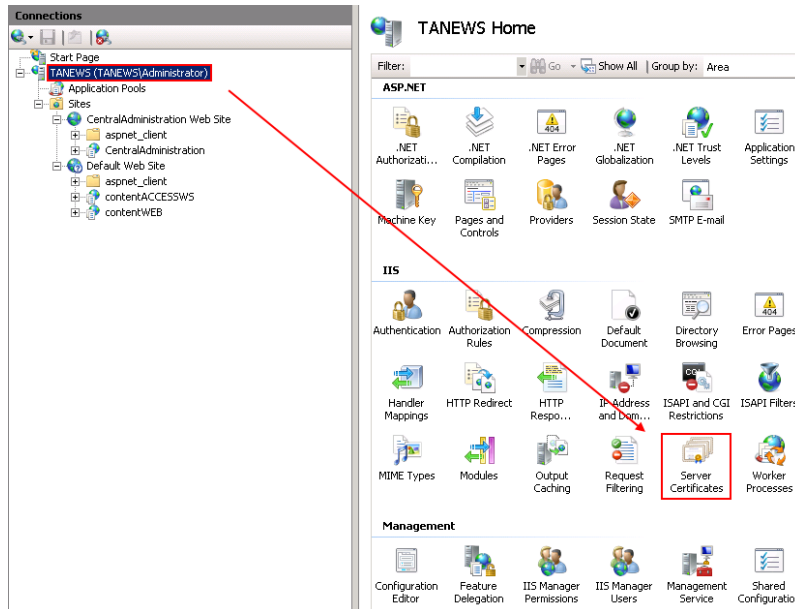 Connections
Start Page
TANEWS (TANEWS\Administrator)
Application Pools
Sites
CentralAdministration Web Site
aspnet_client
CentralAdministration
Default Web Site
aspnet_client
contentACCESSWS
contentWEB
TANEWS Home
Filter: Go Show All Group by: Area
ASP.NET
.NET Authorizati...
.NET Compilation
.NET Error Pages
.NET Globalization
.NET Trust Levels
Application Settings
Machine Key
Pages and Controls
Providers
Session State
SMTP E-mail
IIS
Authentication
Authorization Rules
Compression
Default Document
Directory Browsing
Error Pages
Handler Mappings
HTTP Redirect
HTTP Respo...
IP Address and Dom...
ISAPI and CGI Restrictions
ISAPI Filters
MIME Types
Modules
Output Caching
Request Filtering
Server Certificates
Worker Processes
Management
Configuration Editor
Feature Delegation
IIS Manager Permissions
IIS Manager Users
Management Service
Shared Configuratio